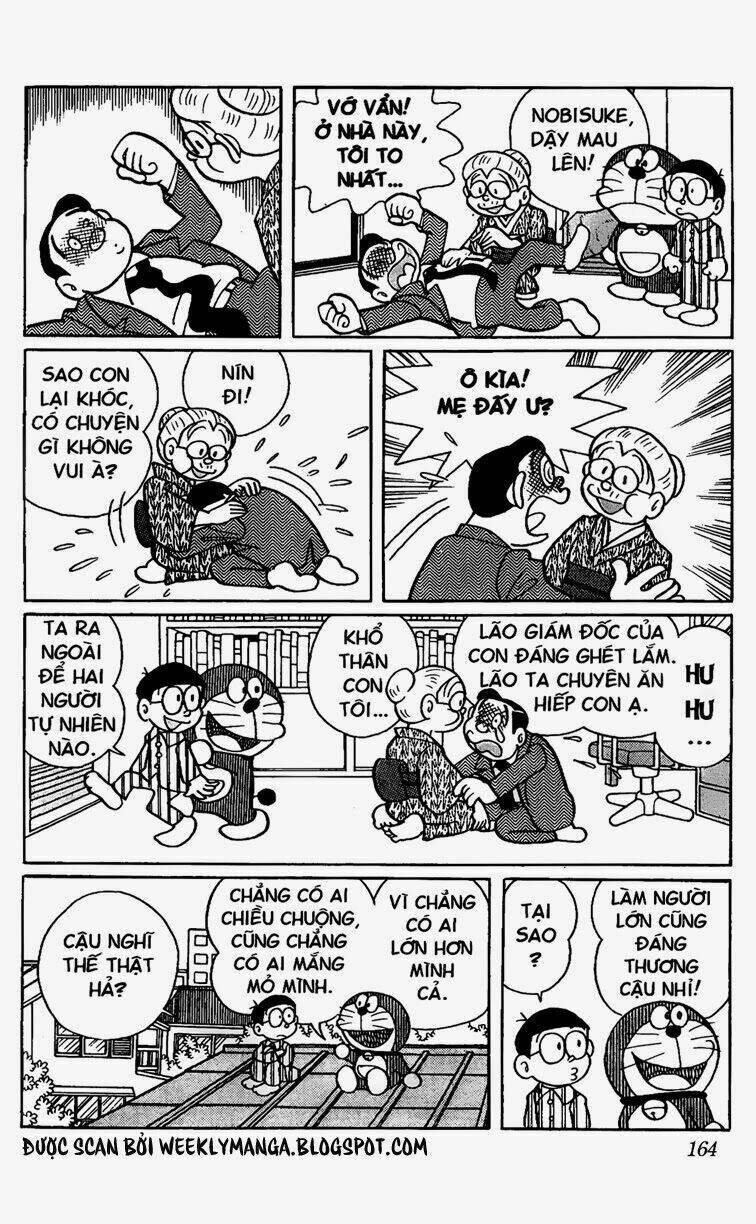 NOBISUKE,
DẬY MAU
LÊN!
VỚ VẨN!
Ở NHÀ NÀY,
TÔI TO
NHẤT...
Ô KÌA!
MẸ ĐẤY Ư?
NÍN
ĐI!
SAO CON
LẠI KHÓC,
CÓ CHUYỆN
GÌ KHÔNG
VUI À?
HƯ
HƯ
...
LÃO GIÁM ĐỐC CỦA
CON ĐÁNG GHÉT LẮM.
LÃO TA CHUYÊN ĂN
HIẾP CON Ạ.
KHỔ
THÂN
CON
TÔI...
TA RA
NGOÀI
ĐỂ HAI
NGƯỜI
TỰ NHIÊN
NÀO.
LÀM NGƯỜI
LỚN CŨNG
ĐÁNG
THƯƠNG
CẬU NHỈ!
TẠI
SAO
?
VÌ CHẲNG
CÓ AI
LỚN HƠN
MÌNH
CẢ.
CHẲNG CÓ AI
CHIỀU CHUỘNG,
CŨNG CHẲNG
CÓ AI MẮNG
MỎ MÌNH.
CẬU NGHĨ
THẾ THẬT
HẢ?
ĐƯỢC SCAN BỞI WEEKLYMANGA.BLOGSPOT.COM
164